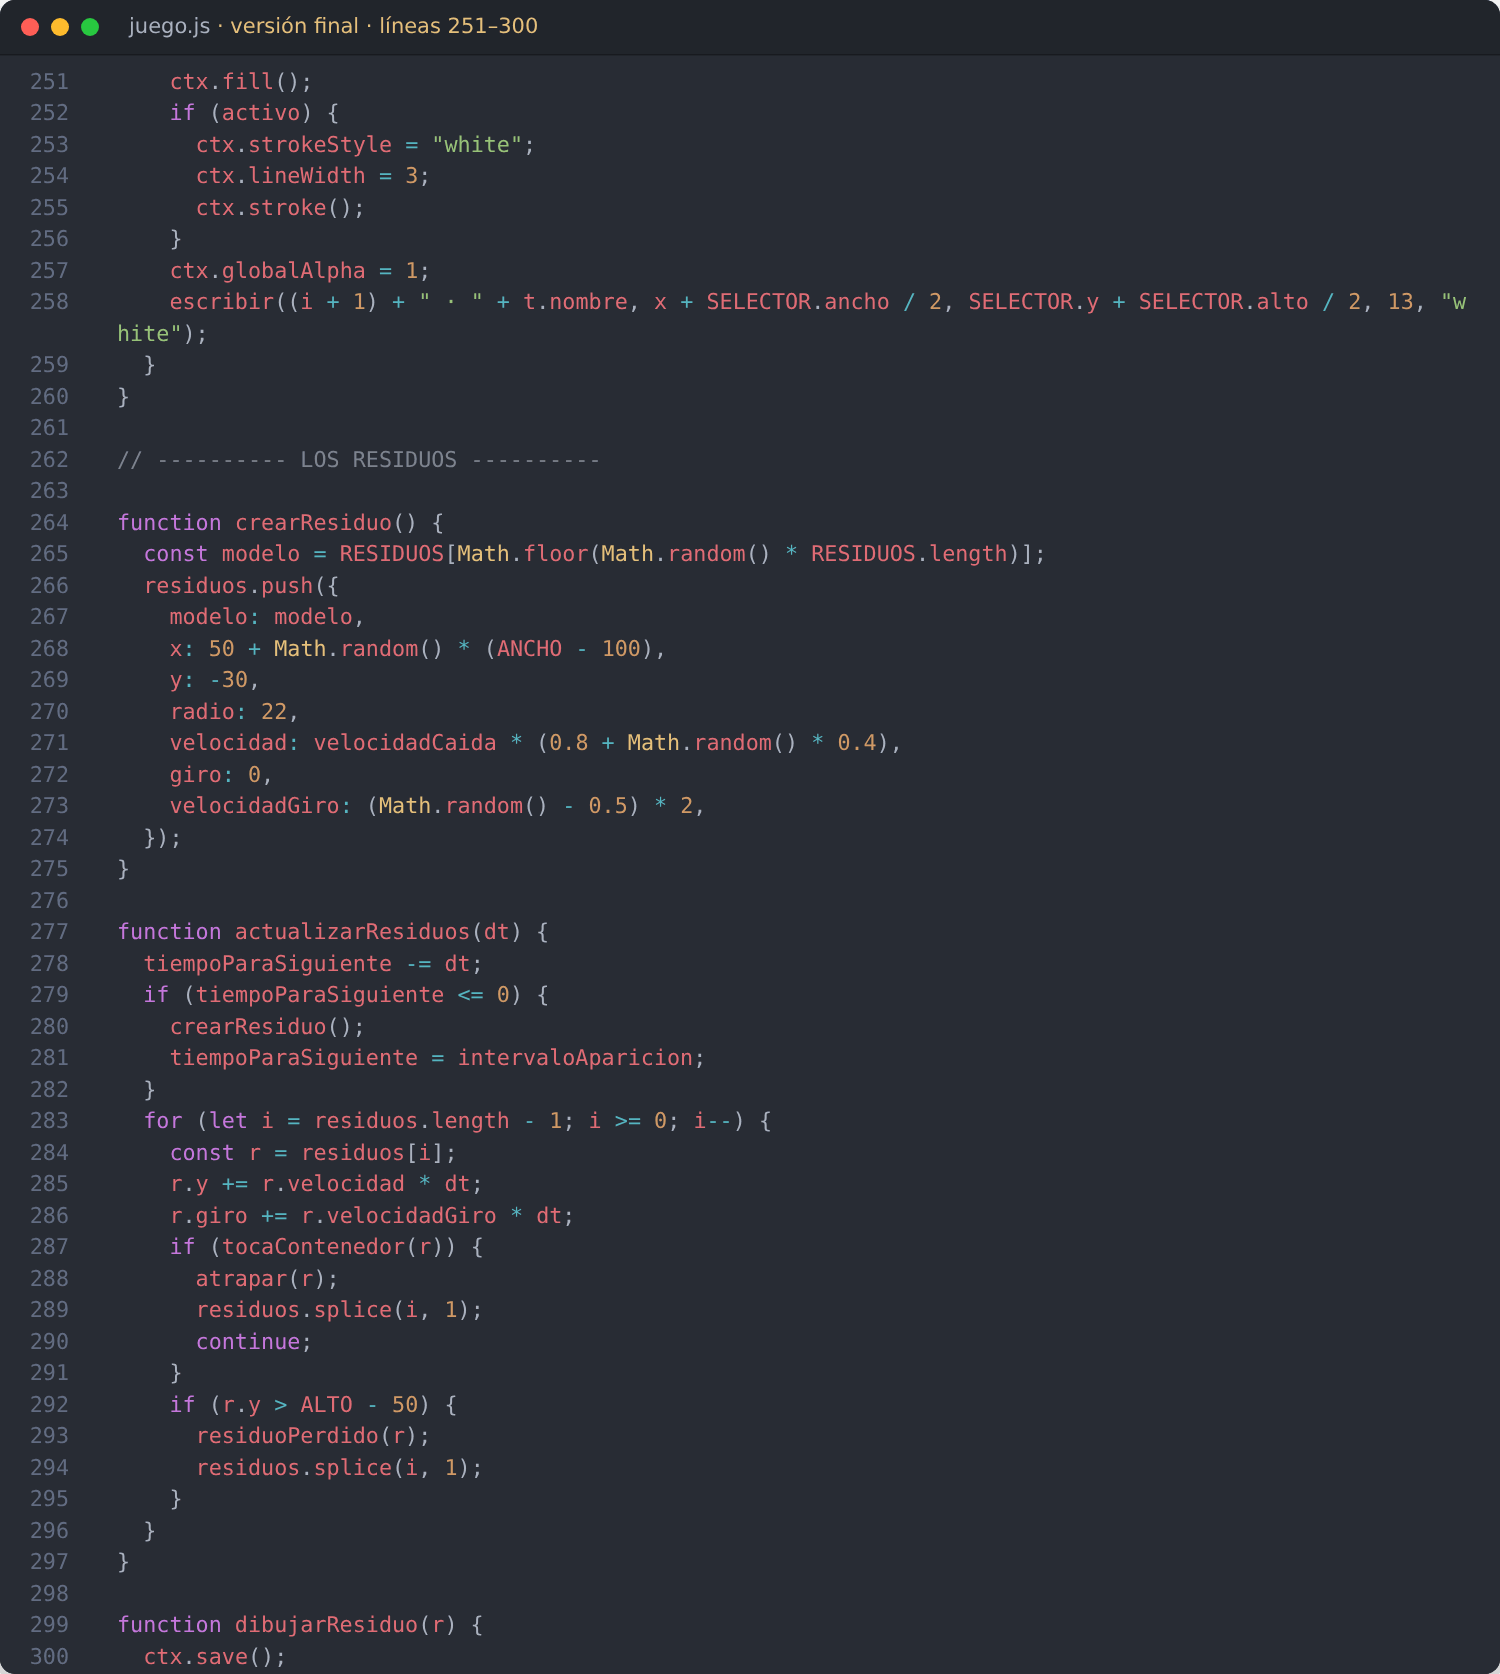 juego.js · versión final · líneas 251–300
251       ctx.fill();
252       if (activo) {
253         ctx.strokeStyle = "white";
254         ctx.lineWidth = 3;
255         ctx.stroke();
256       }
257       ctx.globalAlpha = 1;
258       escribir((i + 1) + " · " + t.nombre, x + SELECTOR.ancho / 2, SELECTOR.y + SELECTOR.alto / 2, 13, "w
hite");
259     }
260   }
261
262   // ---------- LOS RESIDUOS ----------
263
264   function crearResiduo() {
265     const modelo = RESIDUOS[Math.floor(Math.random() * RESIDUOS.length)];
266     residuos.push({
267       modelo: modelo,
268       x: 50 + Math.random() * (ANCHO - 100),
269       y: -30,
270       radio: 22,
271       velocidad: velocidadCaida * (0.8 + Math.random() * 0.4),
272       giro: 0,
273       velocidadGiro: (Math.random() - 0.5) * 2,
274     });
275   }
276
277   function actualizarResiduos(dt) {
278     tiempoParaSiguiente -= dt;
279     if (tiempoParaSiguiente <= 0) {
280       crearResiduo();
281       tiempoParaSiguiente = intervaloAparicion;
282     }
283     for (let i = residuos.length - 1; i >= 0; i--) {
284       const r = residuos[i];
285       r.y += r.velocidad * dt;
286       r.giro += r.velocidadGiro * dt;
287       if (tocaContenedor(r)) {
288         atrapar(r);
289         residuos.splice(i, 1);
290         continue;
291       }
292       if (r.y > ALTO - 50) {
293         residuoPerdido(r);
294         residuos.splice(i, 1);
295       }
296     }
297   }
298
299   function dibujarResiduo(r) {
300     ctx.save();